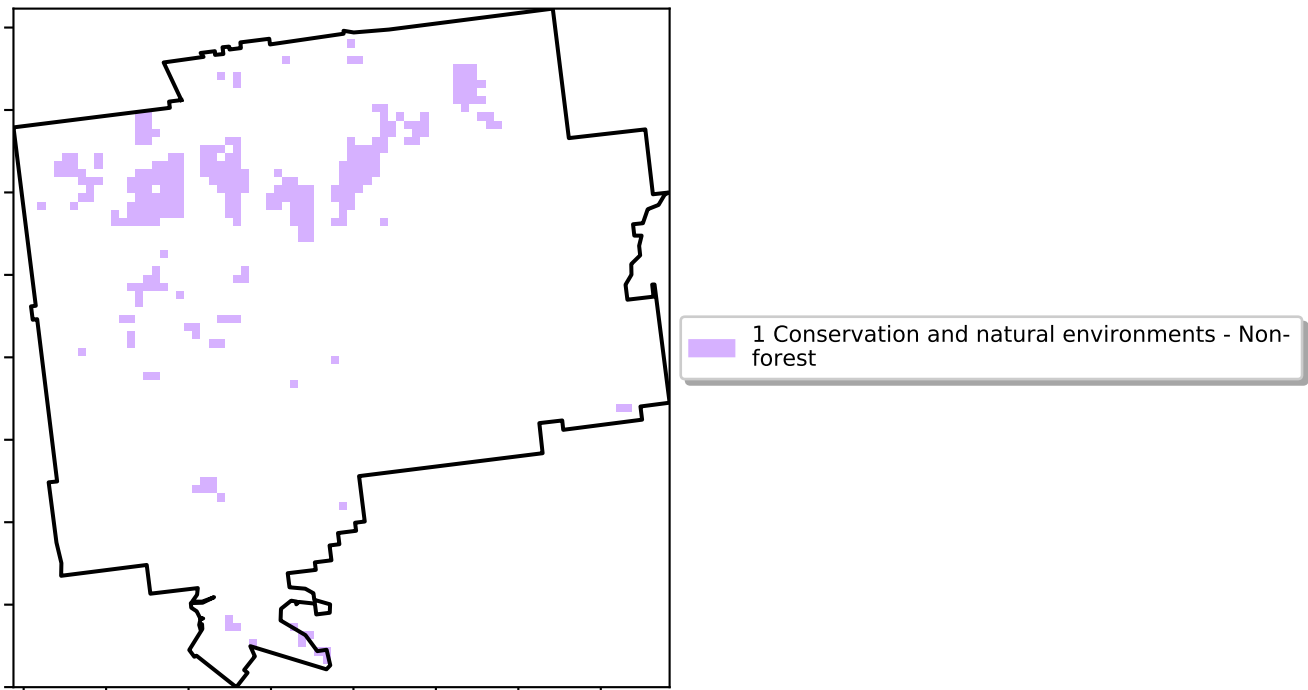 1 Conservation and natural environments - Non-
forest